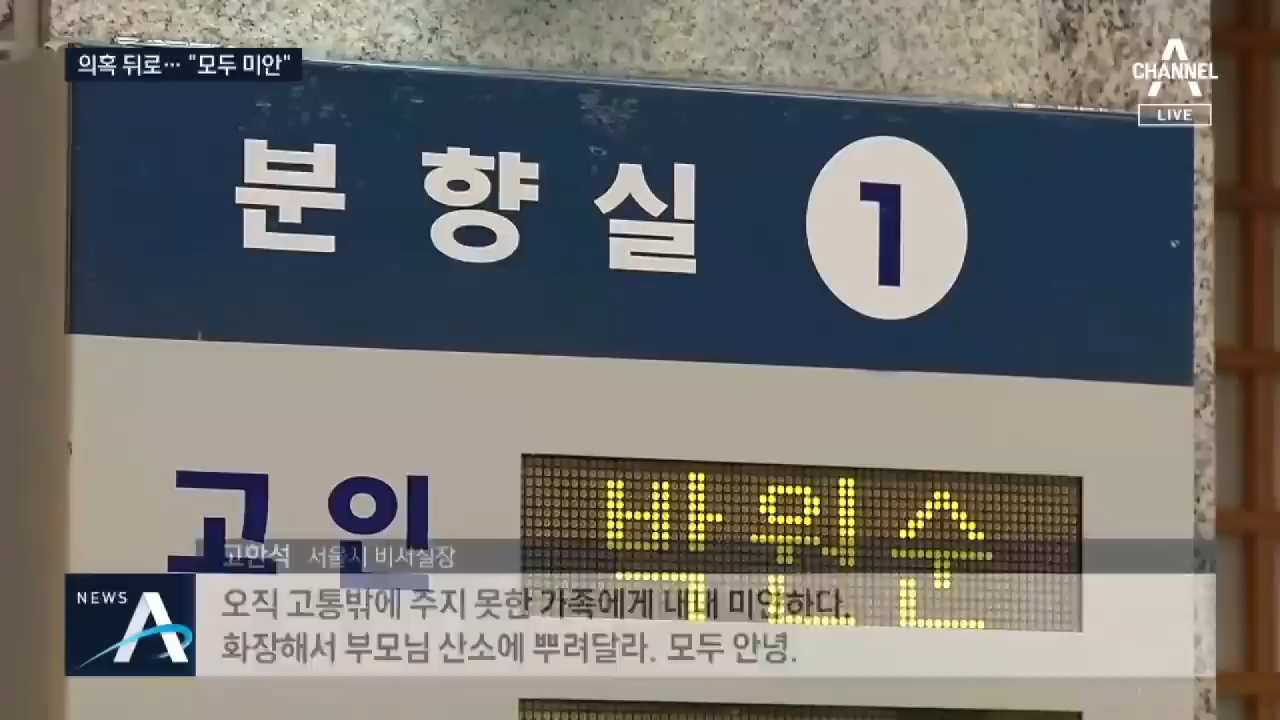 의혹 뒤로… "모두 미안"
CHANNEL
LIVE
분향실 1
고인 박원순
고한석 서울시 비서실장
NEWS
오직 고통밖에 주지 못한 가족에게 내내 미안하다.
화장해서 부모님 산소에 뿌려달라. 모두 안녕.